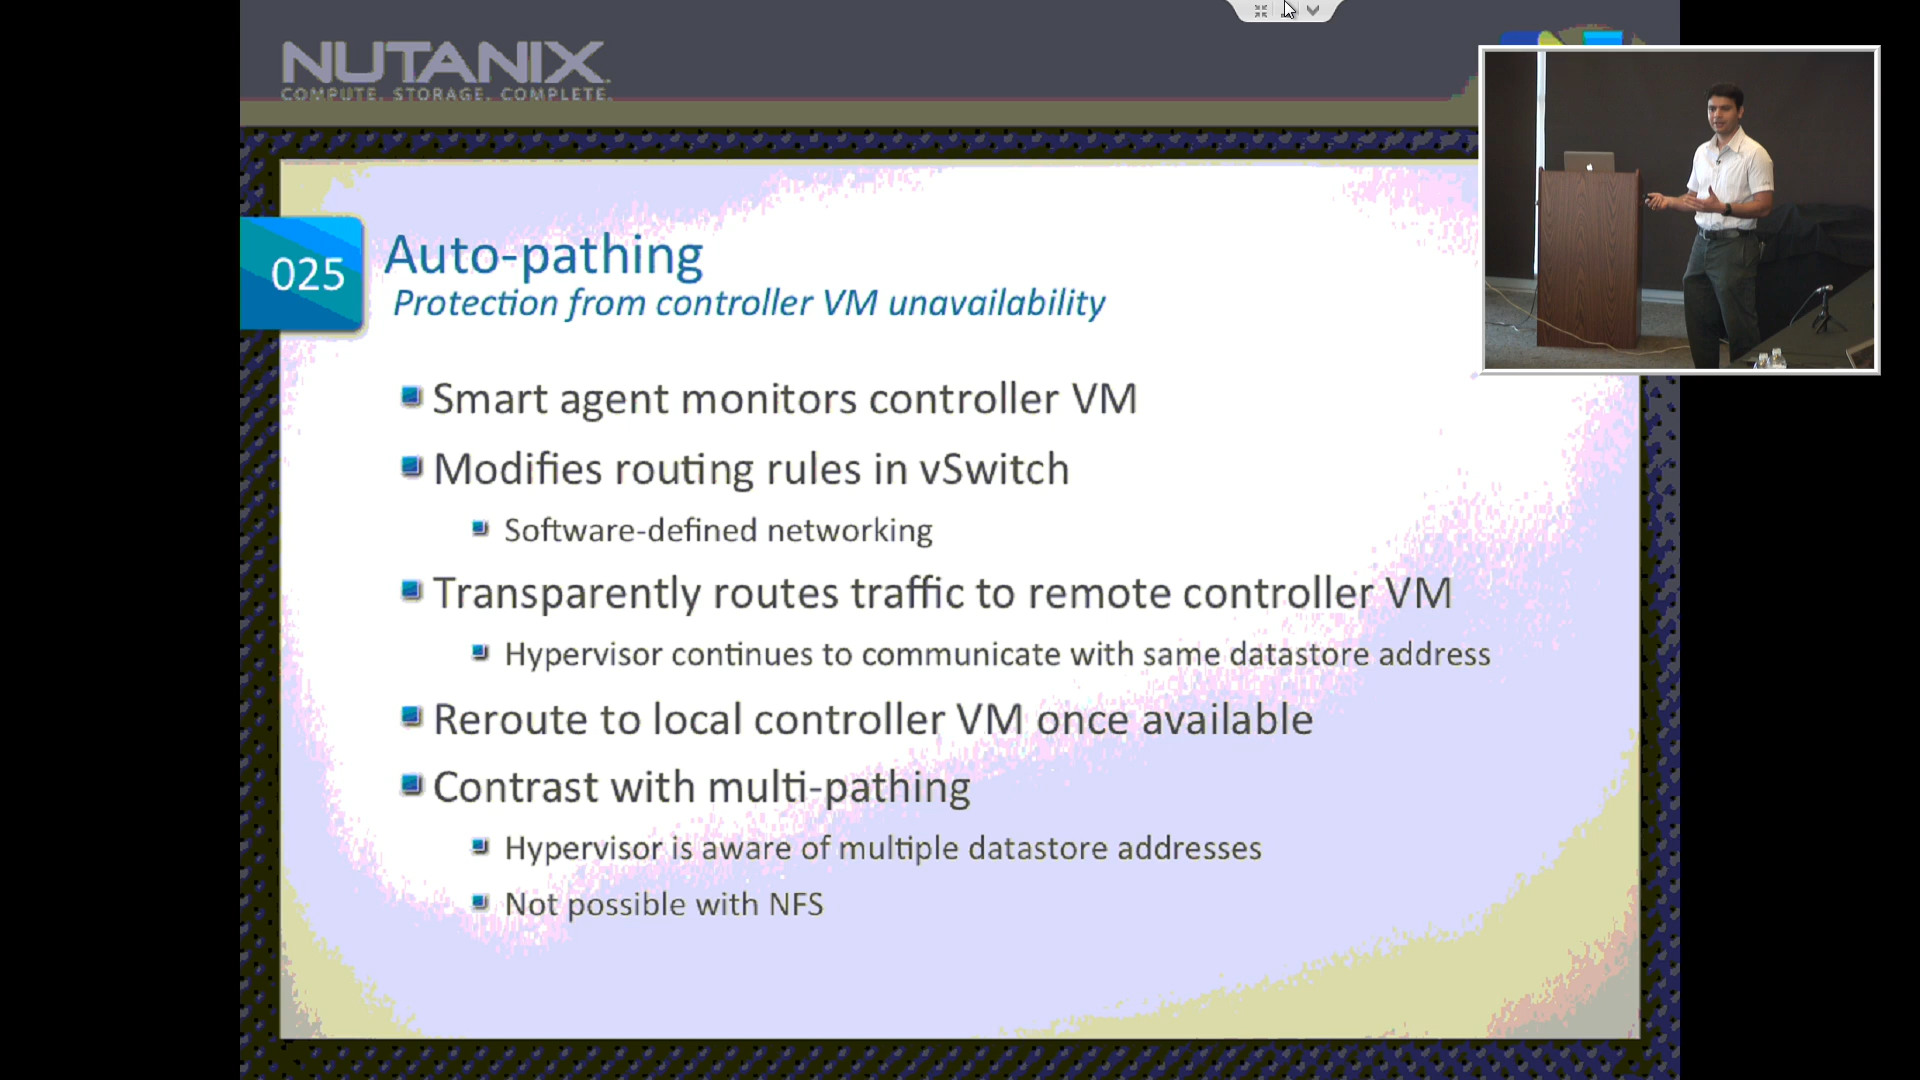 NUTANIX
COMPUTE. STORAGE. COMPLETE.
025
Auto-pathing
Protection from controller VM unavailability
Smart agent monitors controller VM
Modifies routing rules in vSwitch
Software-defined networking
Transparently routes traffic to remote controller VM
Hypervisor continues to communicate with same datastore address
Reroute to local controller VM once available
Contrast with multi-pathing
Hypervisor is aware of multiple datastore addresses
Not possible with NFS